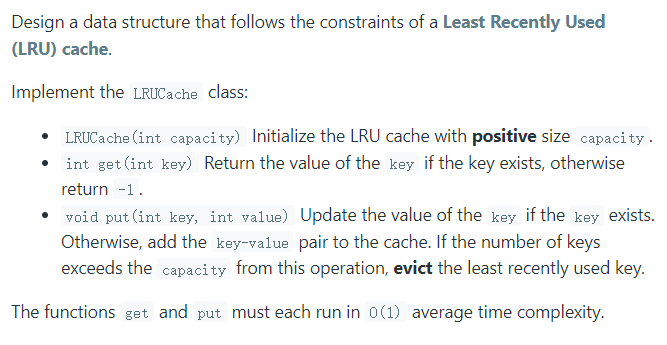 Design a data structure that follows the constraints of a Least Recently Used
(LRU) cache.
Implement the LRUCache class:
• LRUCache(int capacity) Initialize the LRU cache with positive size capacity.
• int get(int key) Return the value of the key if the key exists, otherwise
return -1.
• void put(int key, int value) Update the value of the key if the key exists.
Otherwise, add the key-value pair to the cache. If the number of keys
exceeds the capacity from this operation, evict the least recently used key.
The functions get and put must each run in O(1) average time complexity.